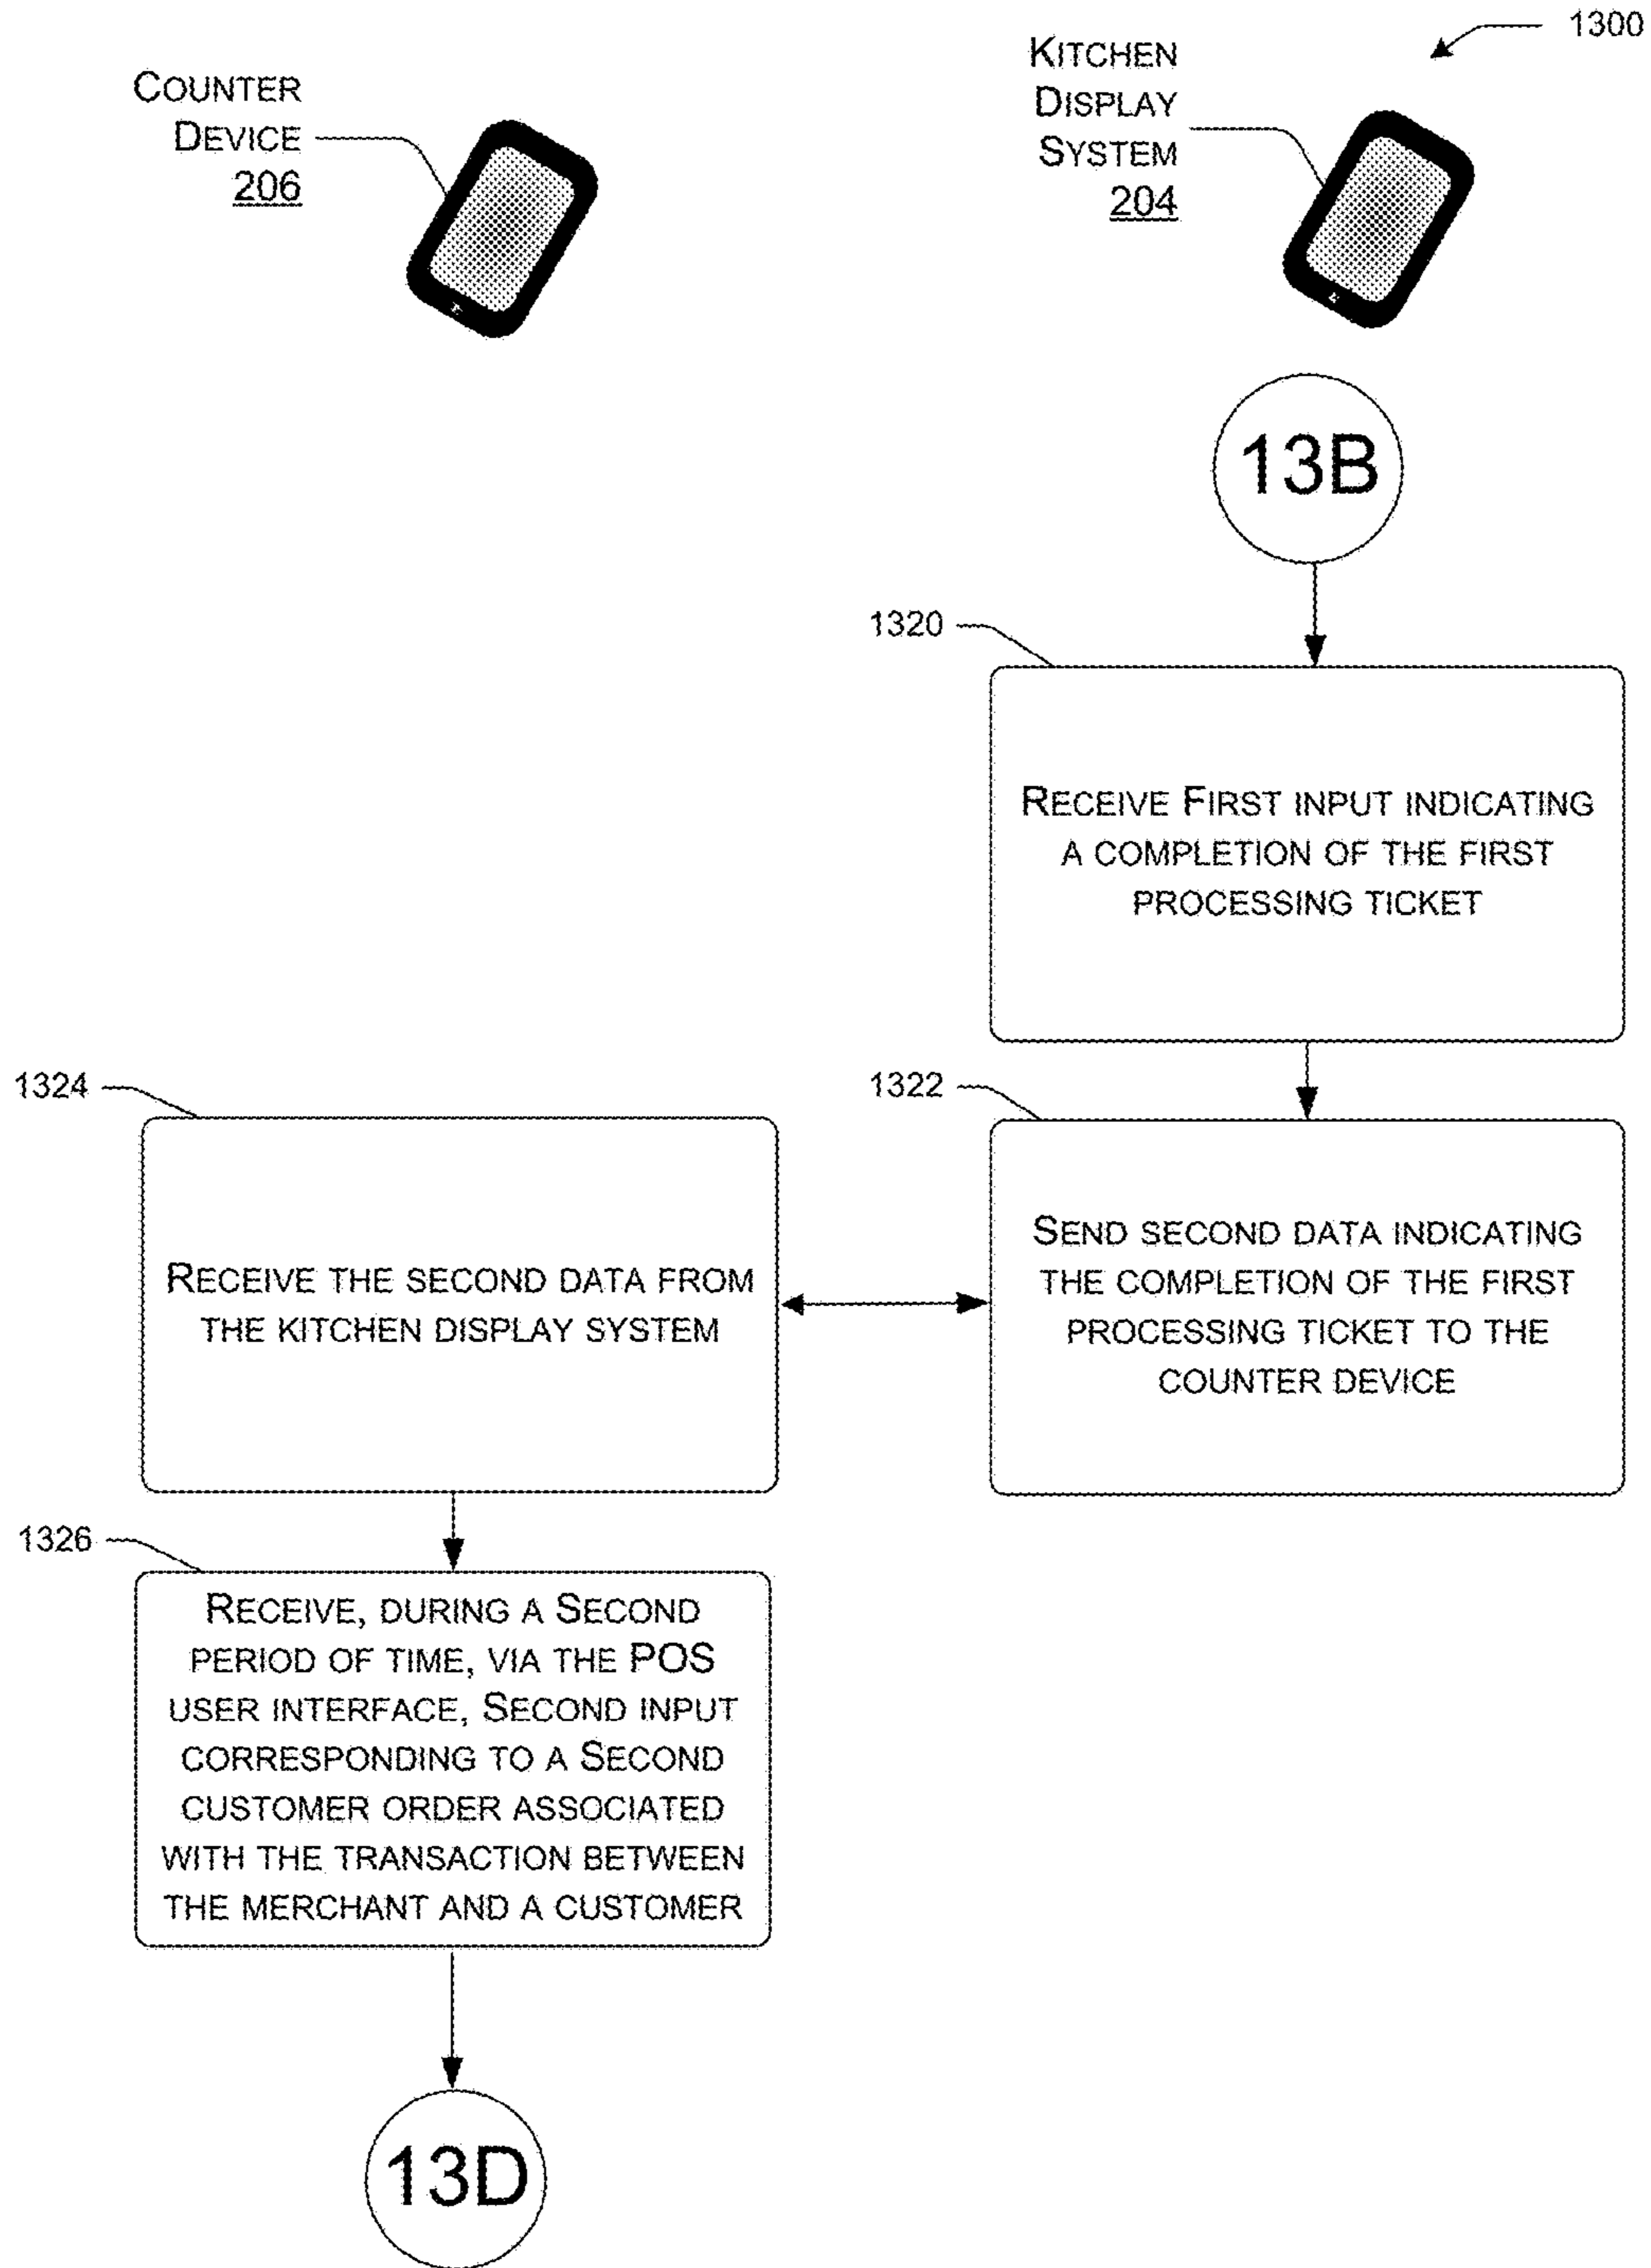 1300
COUNTER
DEVICE
206
KITCHEN
DISPLAY
SYSTEM
204
13B
1320
RECEIVE FIRST INPUT INDICATING
A COMPLETION OF THE FIRST
PROCESSING TICKET
1324
1322
RECEIVE THE SECOND DATA FROM
THE KITCHEN DISPLAY SYSTEM
SEND SECOND DATA INDICATING
THE COMPLETION OF THE FIRST
PROCESSING TICKET TO THE
COUNTER DEVICE
1326
RECEIVE, DURING A SECOND
PERIOD OF TIME, VIA THE POS
USER INTERFACE, SECOND INPUT
CORRESPONDING TO A SECOND
CUSTOMER ORDER ASSOCIATED
WITH THE TRANSACTION BETWEEN
THE MERCHANT AND A CUSTOMER
13D